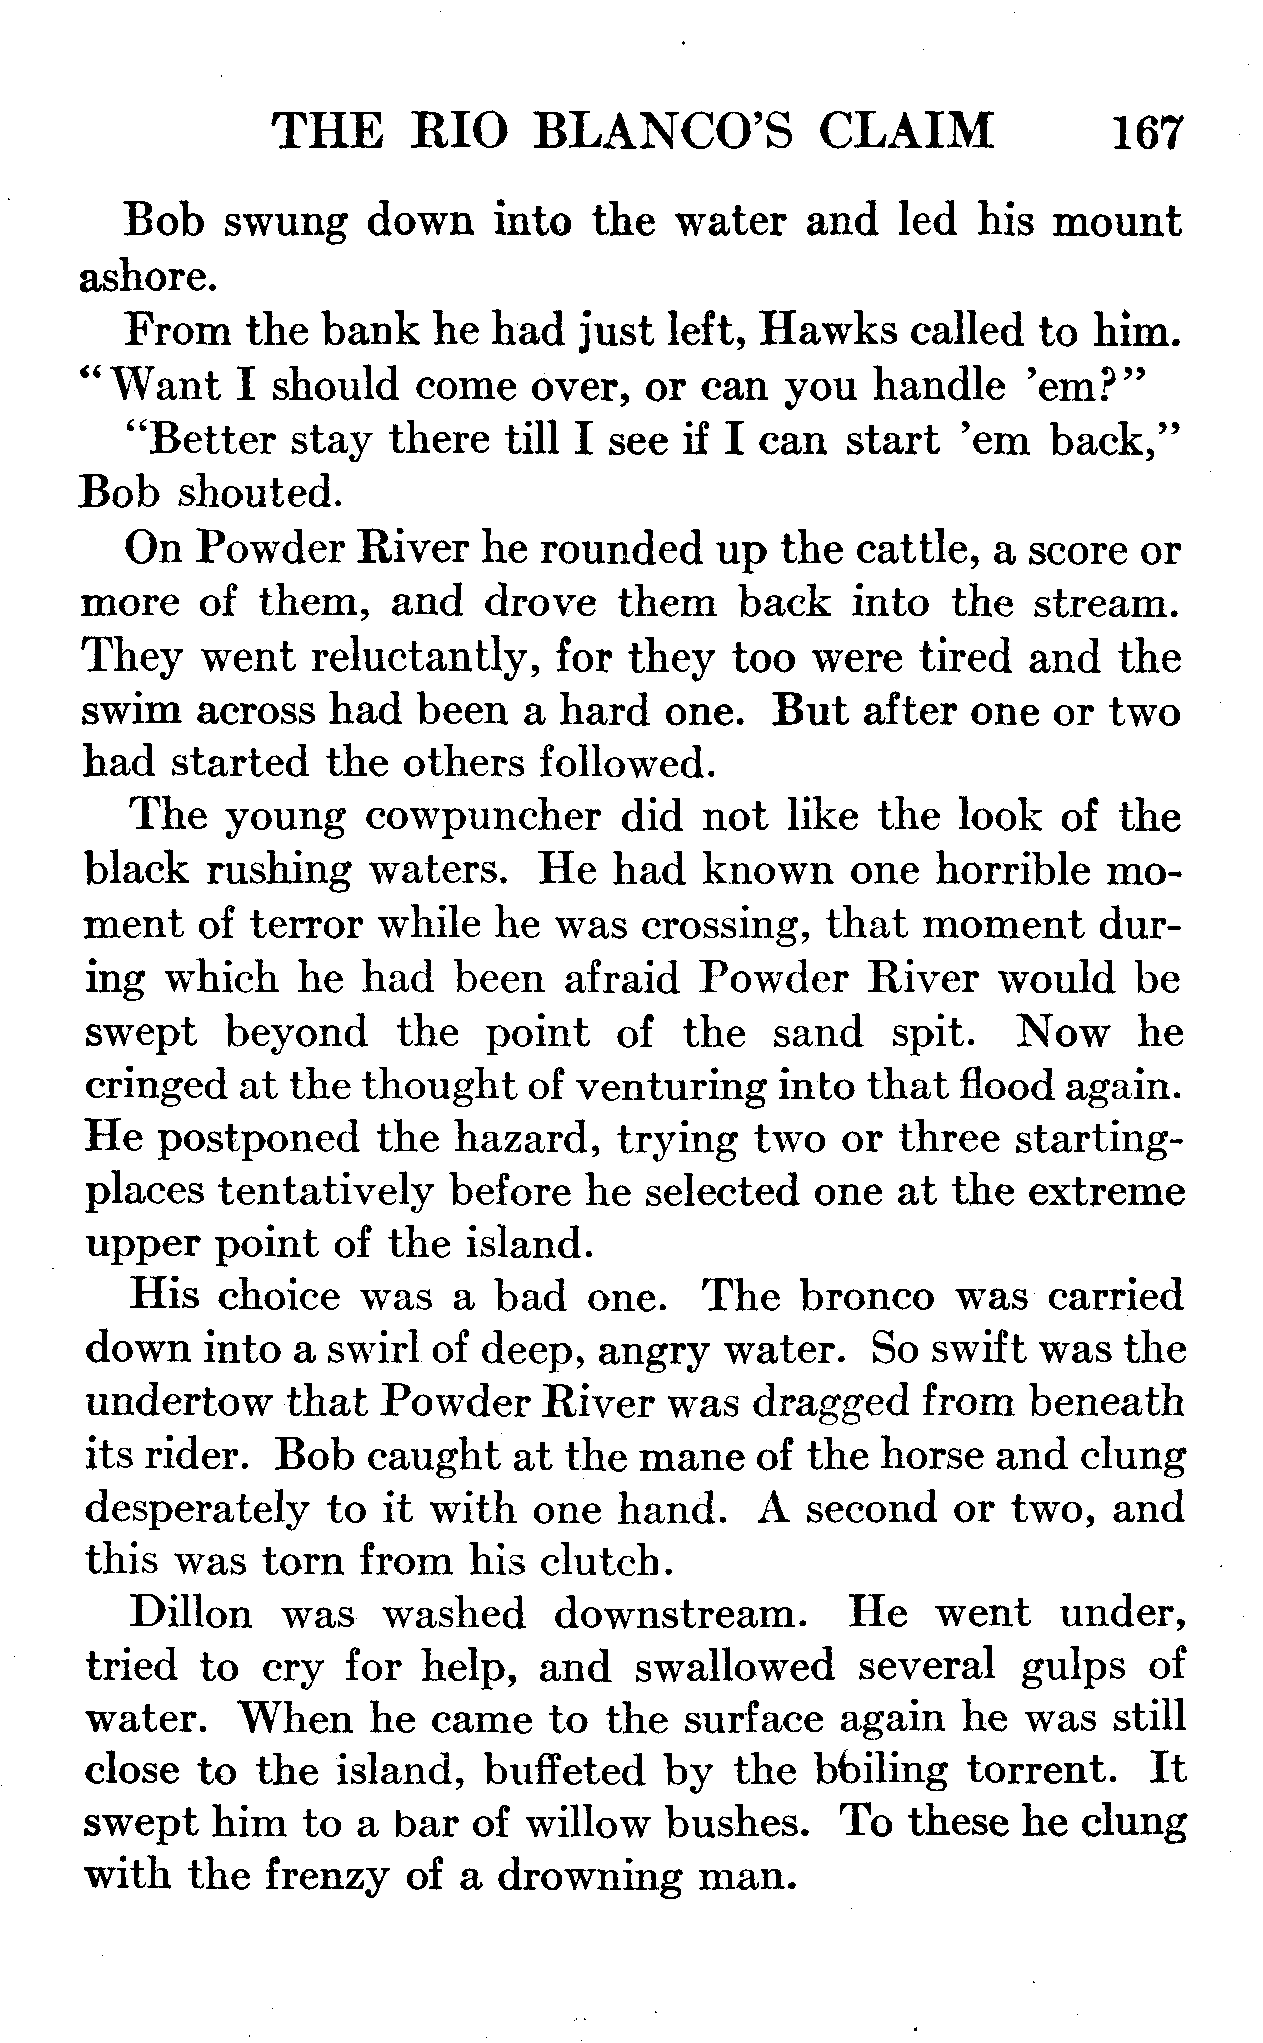 THE RIO BLANCO'S CLAIM 167
Bob swung down into the water and led his mount
ashore.
From the bank he had just left, Hawks called to him.
"Want I should come over, or can you handle 'em?"
"Better stay there till I see if I can start 'em back,"
Bob shouted.
On Powder River he rounded up the cattle, a score or
more of them, and drove them back into the stream.
They went reluctantly, for they too were tired and the
swim across had been a hard one. But after one or two
had started the others followed.
The young cowpuncher did not like the look of the
black rushing waters. He had known one horrible mo-
ment of terror while he was crossing, that moment dur-
ing which he had been afraid Powder River would be
swept beyond the point of the sand spit. Now he
cringed at the thought of venturing into that flood again.
He postponed the hazard, trying two or three starting-
places tentatively before he selected one at the extreme
upper point of the island.
His choice was a bad one. The bronco was carried
down into a swirl of deep, angry water. So swift was the
undertow that Powder River was dragged from beneath
its rider. Bob caught at the mane of the horse and clung
desperately to it with one hand. A second or two, and
this was torn from his clutch.
Dillon was washed downstream. He went under,
tried to cry for help, and swallowed several gulps of
water. When he came to the surface again he was still
close to the island, buffeted by the boiling torrent. It
swept him to a bar of willow bushes. To these he clung
with the frenzy of a drowning man.